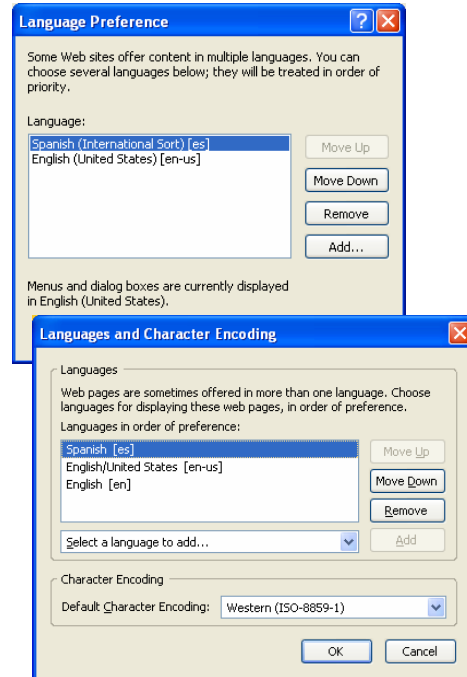 Language Preference
Some Web sites offer content in multiple languages. You can
choose several languages below; they will be treated in order of
priority.
Language:
Spanish (International Sort) [es]
English (United States) [en-us]
Move Up
Move Down
Remove
Add...
Menus and dialog boxes are currently displayed
in English (United States).
Languages and Character Encoding
Languages
Web pages are sometimes offered in more than one language. Choose
languages for displaying these web pages, in order of preference.
Languages in order of preference:
Spanish [es]
English/United States [en-us]
English [en]
Move Up
Move Down
Remove
Select a language to add...
Add
Character Encoding
Default Character Encoding:
Western (ISO-8859-1)
OK
Cancel